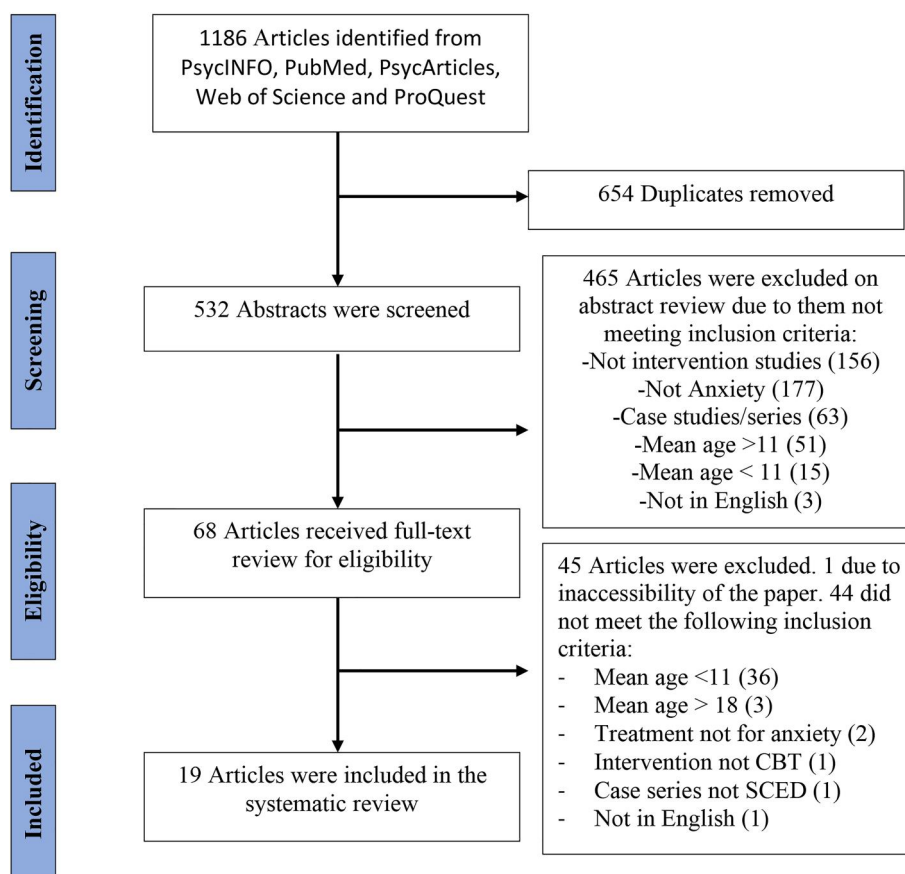 Identification
1186 Articles identified from
PsycINFO, PubMed, PsycArticles,
Web of Science and ProQuest
654 Duplicates removed
Screening
532 Abstracts were screened
465 Articles were excluded on
abstract review due to them not
meeting inclusion criteria:
-Not intervention studies (156)
-Not Anxiety (177)
-Case studies/series (63)
-Mean age >11 (51)
-Mean age < 11 (15)
-Not in English (3)
Eligibility
68 Articles received full-text
review for eligibility
45 Articles were excluded. 1 due to
inaccessibility of the paper. 44 did
not meet the following inclusion
criteria:
- Mean age <11 (36)
- Mean age > 18 (3)
- Treatment not for anxiety (2)
- Intervention not CBT (1)
- Case series not SCED (1)
- Not in English (1)
Included
19 Articles were included in the
systematic review